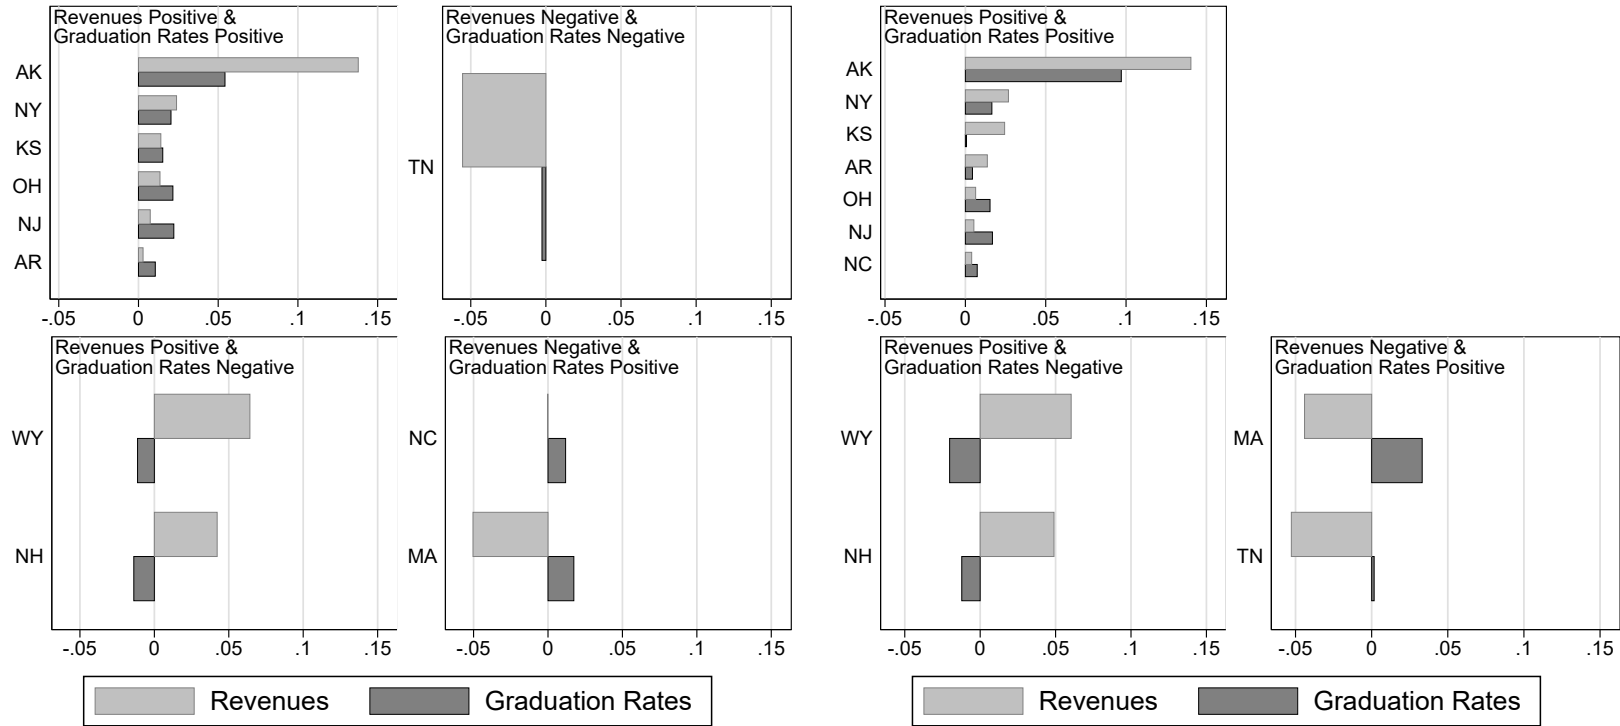 Revenues Positive &
Graduation Rates Positive
AK
NY
KS
OH
NJ
AR
-.05 0 .05 .1 .15
Revenues Negative &
Graduation Rates Negative
TN
-.05 0 .05 .1 .15
Revenues Positive &
Graduation Rates Negative
WY
NH
-.05 0 .05 .1 .15
Revenues Negative &
Graduation Rates Positive
NC
MA
-.05 0 .05 .1 .15
Revenues Graduation Rates
Revenues Positive &
Graduation Rates Positive
AK
NY
KS
AR
OH
NJ
NC
-.05 0 .05 .1 .15
Revenues Positive &
Graduation Rates Negative
WY
NH
-.05 0 .05 .1 .15
Revenues Negative &
Graduation Rates Positive
MA
TN
-.05 0 .05 .1 .15
Revenues Graduation Rates